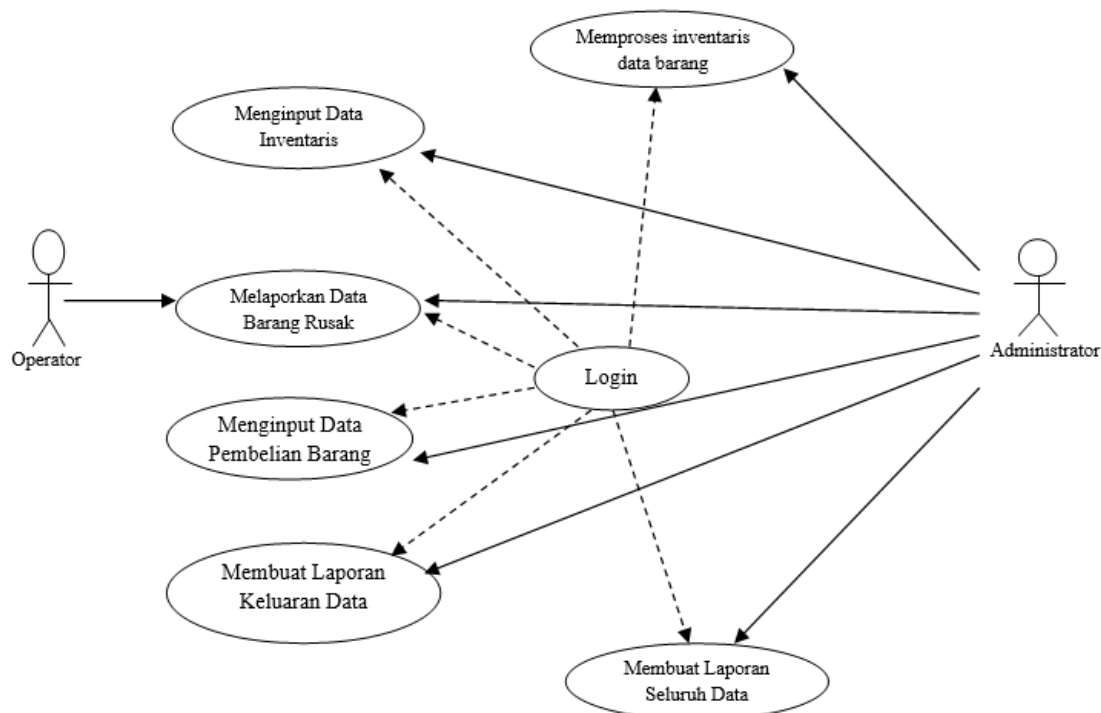 Memproses inventaris
data barang
Menginput Data
Inventaris
Melaporkan Data
Barang Rusak
Operator
Administrator
Login
Menginput Data
Pembelian Barang
Membuat Laporan
Keluaran Data
Membuat Laporan
Seluruh Data